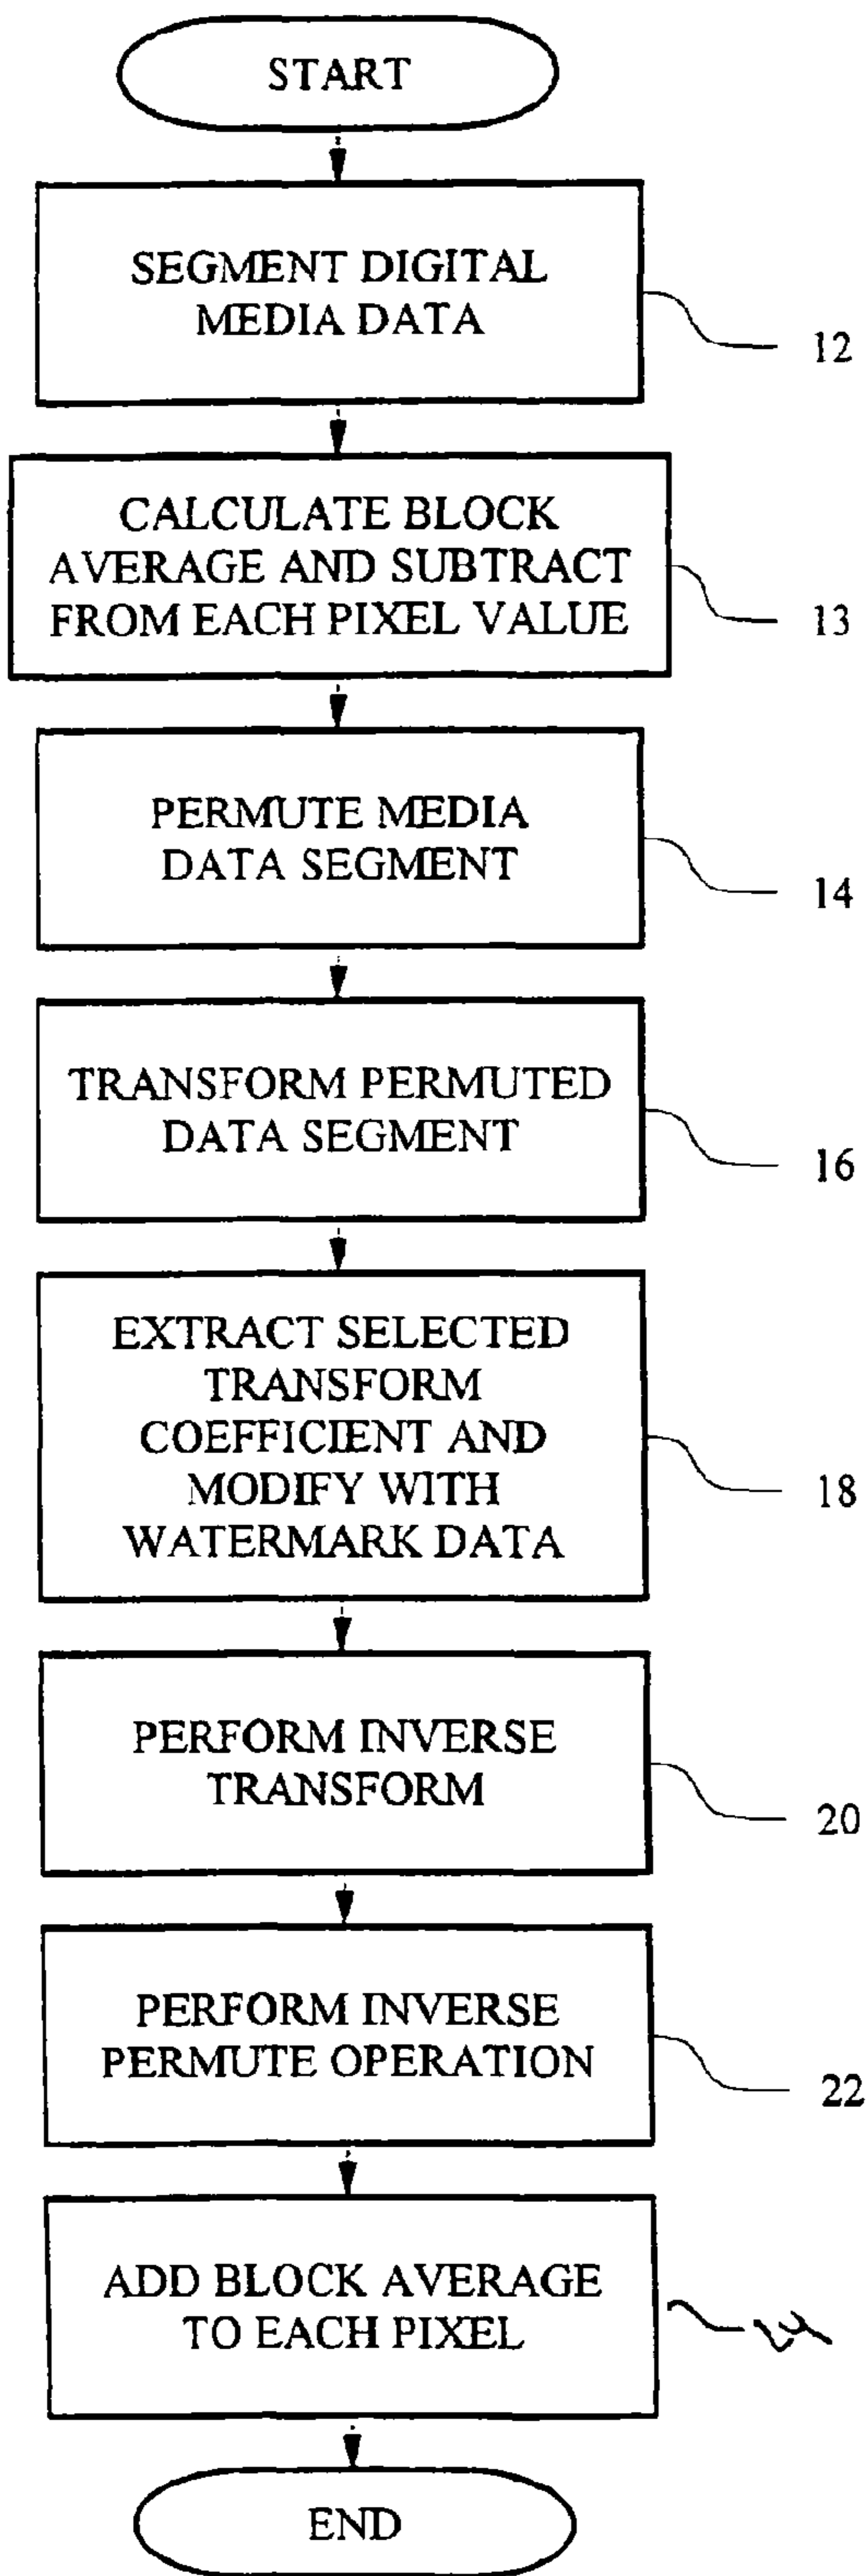 START
SEGMENT DIGITAL
MEDIA DATA
12
CALCULATE BLOCK
AVERAGE AND SUBTRACT
FROM EACH PIXEL VALUE
13
PERMUTE MEDIA
DATA SEGMENT
14
TRANSFORM PERMUTED
DATA SEGMENT
16
EXTRACT SELECTED
TRANSFORM
COEFFICIENT AND
MODIFY WITH
WATERMARK DATA
18
PERFORM INVERSE
TRANSFORM
20
PERFORM INVERSE
PERMUTE OPERATION
22
ADD BLOCK AVERAGE
TO EACH PIXEL
24
END